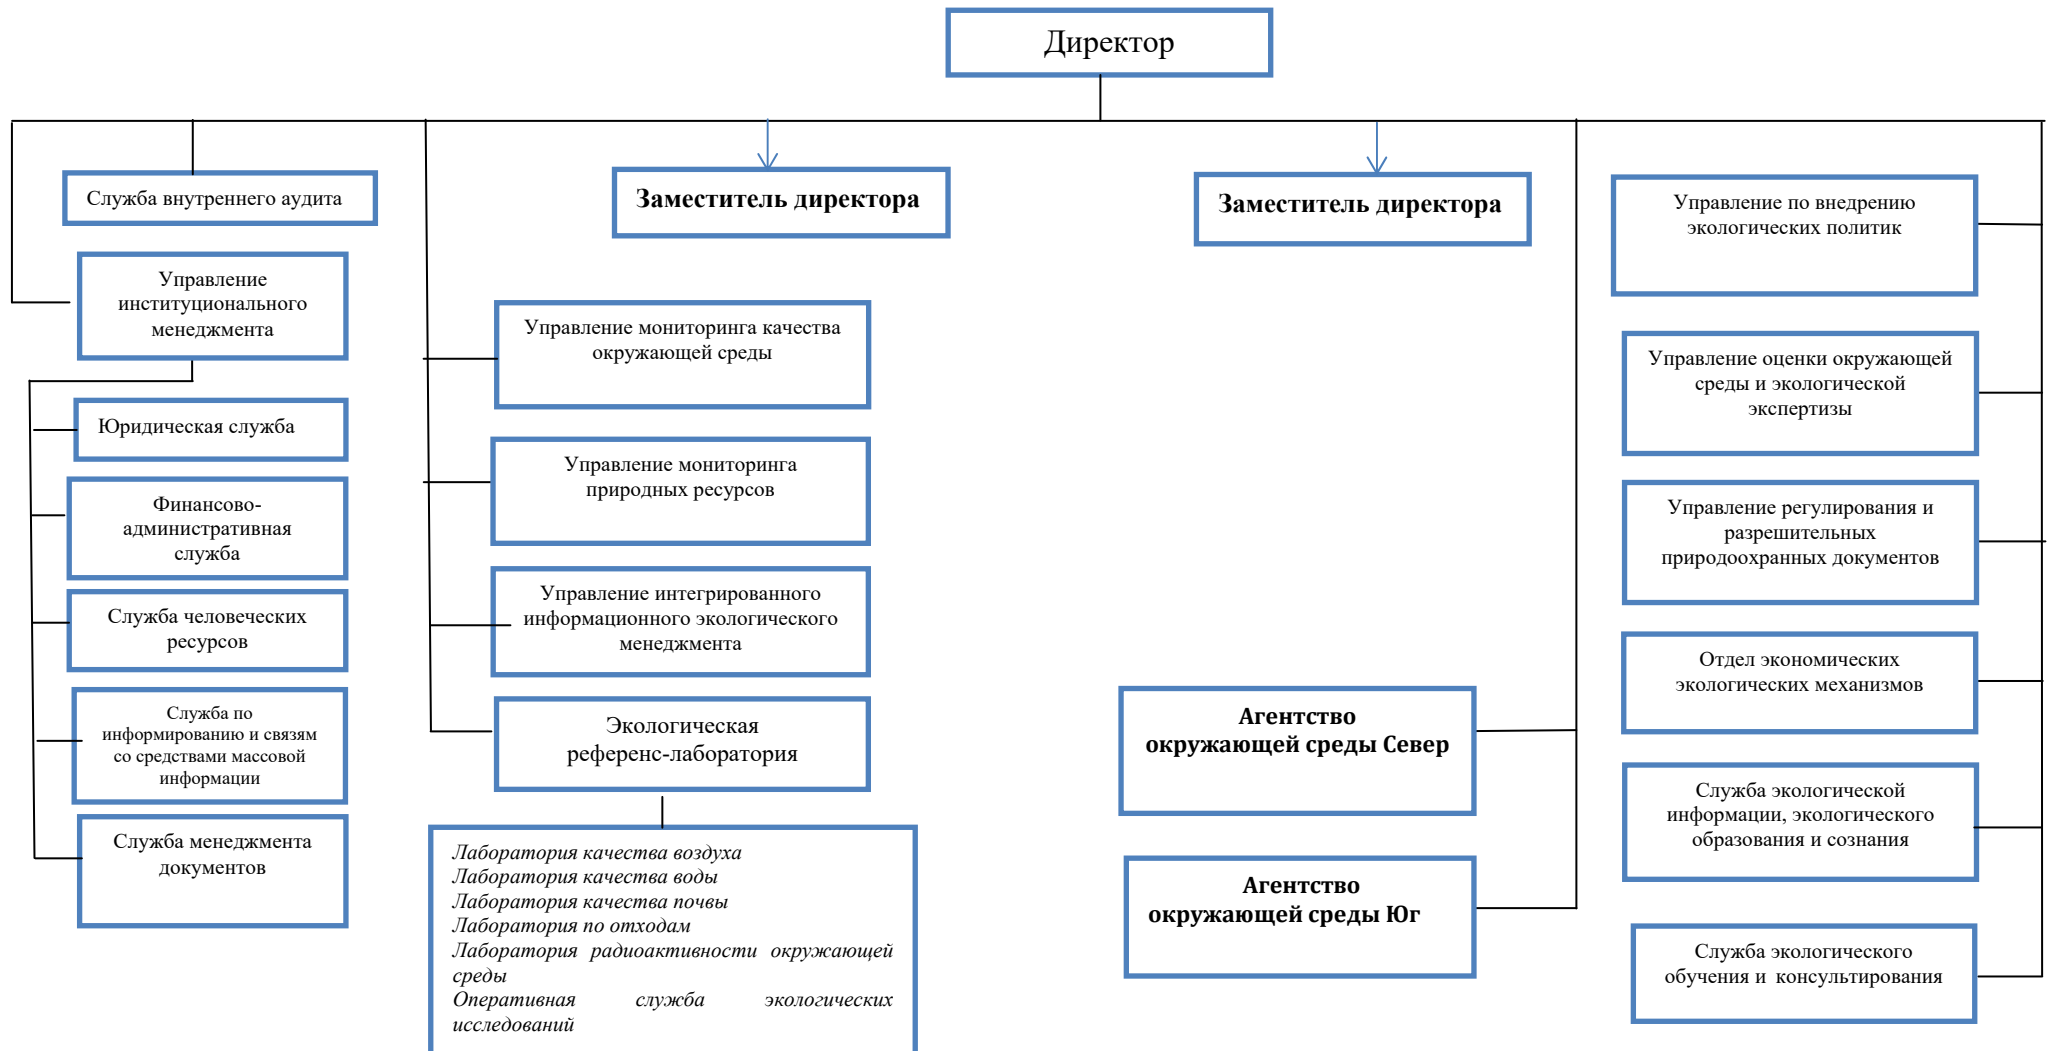 Директор
Служба внутреннего аудита
Управление
институционального
менеджмента
Юридическая служба
Финансово-
административная
служба
Служба человеческих
ресурсов
Служба по
информированию и связям
со средствами массовой
информации
Служба менеджмента
документов
Заместитель директора
Управление мониторинга качества
окружающей среды
Управление мониторинга
природных ресурсов
Управление интегрированного
информационного экологического
менеджмента
Экологическая
референс-лаборатория
Лаборатория качества воздуха
Лаборатория качества воды
Лаборатория качества почвы
Лаборатория по отходам
Лаборатория радиоактивности окружающей
среды
Оперативная служба экологических
исследований
Заместитель директора
Агентство
окружающей среды Север
Агентство
окружающей среды Юг
Управление по внедрению
экологических политик
Управление оценки окружающей
среды и экологической
экспертизы
Управление регулирования и
разрешительных
природоохранных документов
Отдел экономических
экологических механизмов
Служба экологической
информации, экологического
образования и сознания
Служба экологического
обучения и консультирования